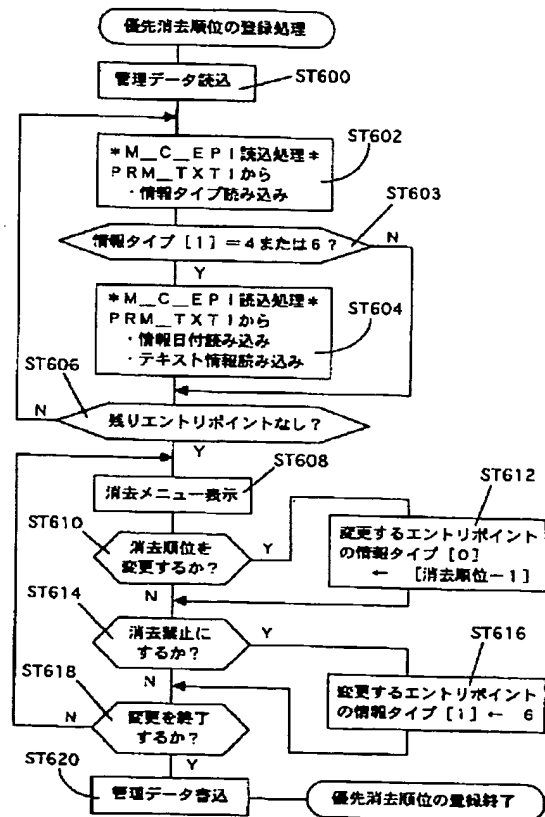 優先消去順位の登録処理
管理データ読込
ST600
ST602
*M_C_EPI読込処理*
PRM_TXTIから
・情報タイプ読み込み
ST603
情報タイプ[1]=4または6?
N
Y
*M_C_EPI読込処理*
PRM_TXTIから
・情報日付読み込み
・テキスト情報読み込み
ST604
ST606
N
残りエントリポイントなし?
Y
ST608
消去メニュー表示
ST610
消去順位を
変更するか?
Y
N
ST612
変更するエントリポイント
の情報タイプ[0]
← [消去順位-1]
ST614
消去禁止に
するか?
Y
N
ST616
変更するエントリポイント
の情報タイプ[1]← 6
ST618
変更を終了
するか?
N
Y
ST620
管理データ書込
優先消去順位の登録終了